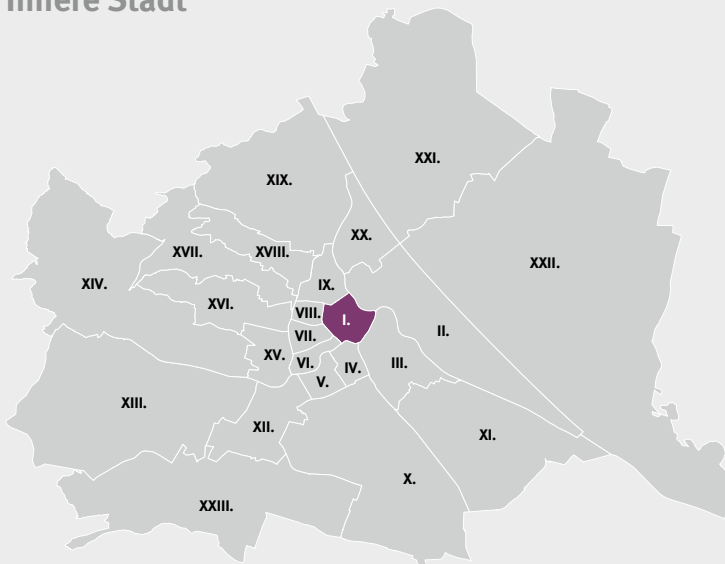 Innere Stadt
XXI.
XIX.
XX.
XVII.
XVIII.
XXII.
XIV.
IX.
XVI.
VIII.
I.
II.
VII.
XV.
VI.
IV.
III.
V.
XIII.
XII.
XI.
X.
XXIII.